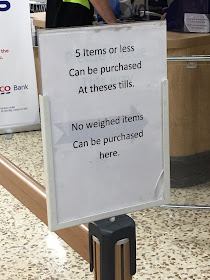 CO Bank
5 Items or less
Can be purchased
At theses tills.
No weighed items
Can be purchased
here.